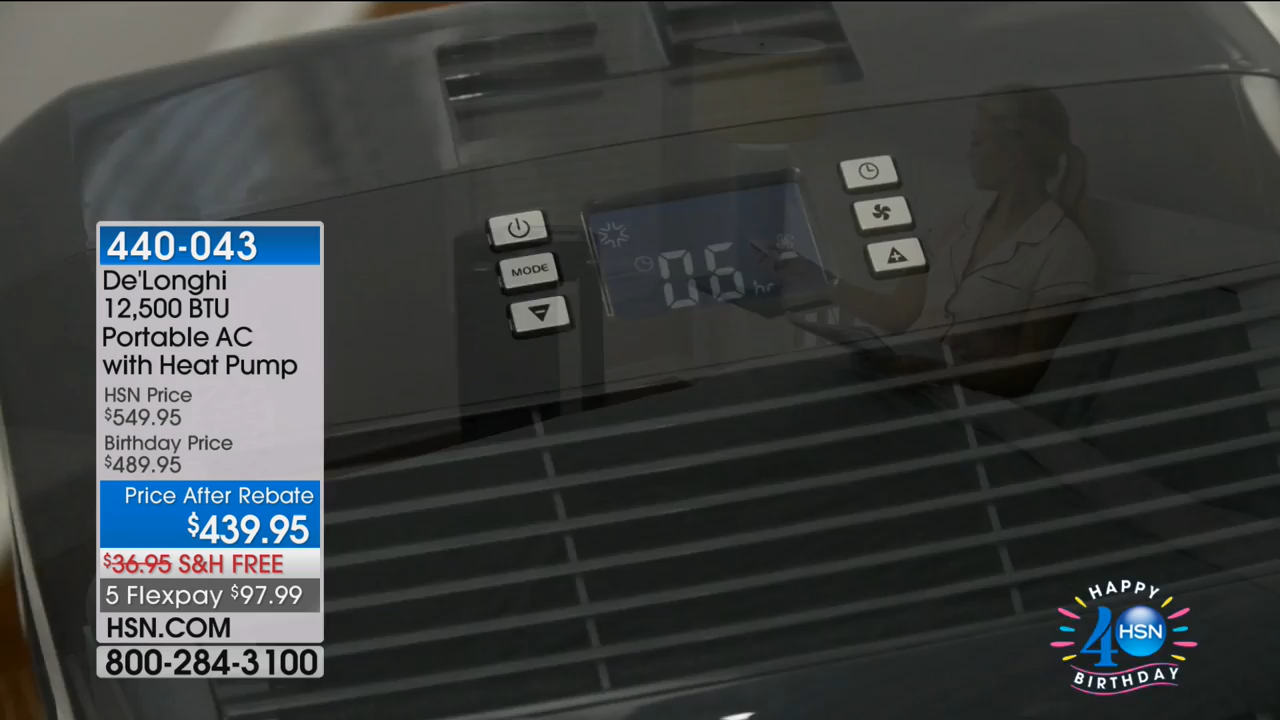 440-043
De'Longhi
12,500 BTU
Portable AC
with Heat Pump
HSN Price
$549.95
Birthday Price
$489.95
Price After Rebate
$439.95
$36.95 S&H FREE
5 Flexpay $97.99
HSN.COM
800-284-3100
MODE
06 hr
HAPPY
40 HSN
BIRTHDAY